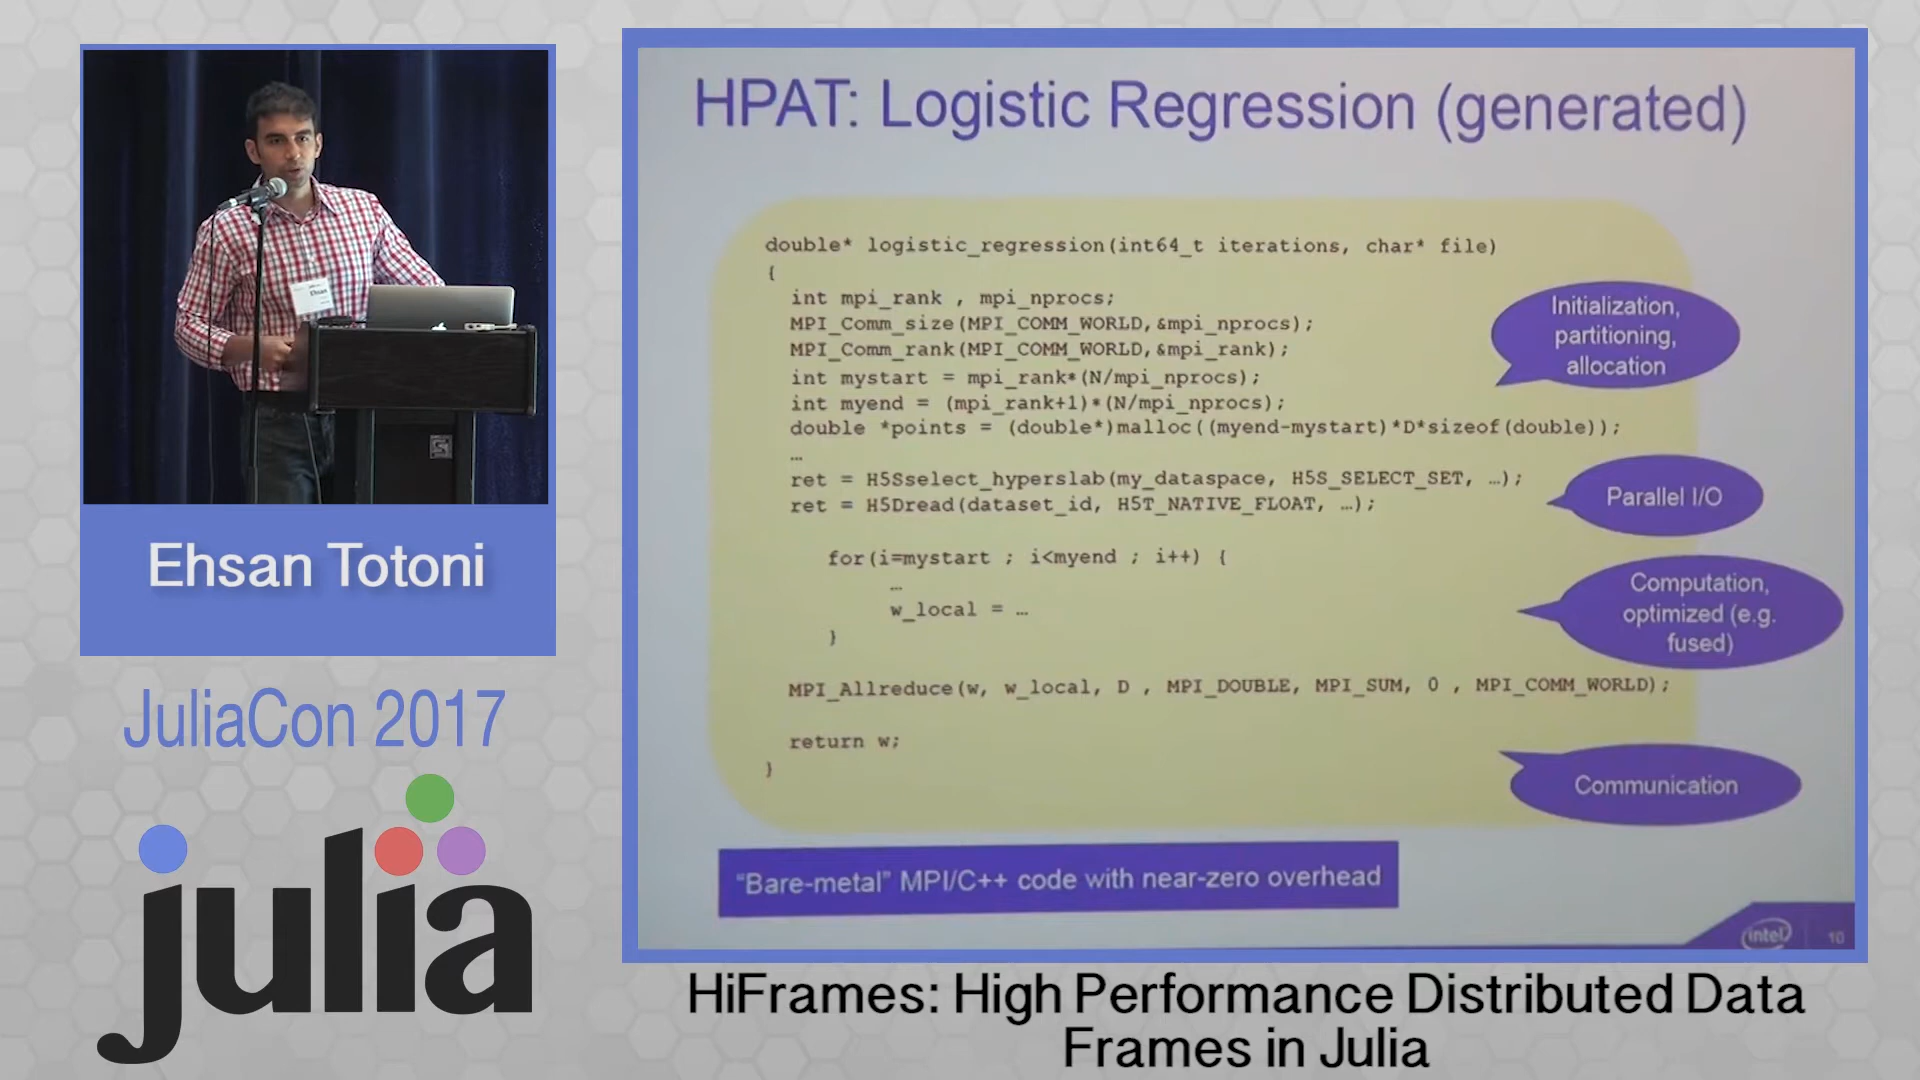 HPAT: Logistic Regression (generated)
double* logistic_regression(int64_t iterations, char* file)
{
int mpi_rank , mpi_nprocs;
MPI_Comm_size(MPI_COMM_WORLD,&mpi_nprocs);
MPI_Comm_rank(MPI_COMM_WORLD,&mpi_rank);
int mystart = mpi_rank*(N/mpi_nprocs);
int myend = (mpi_rank+1)*(N/mpi_nprocs);
double *points = (double*)malloc((myend-mystart)*D*sizeof(double));
…
ret = H5Sselect_hyperslab(my_dataspace, H5S_SELECT_SET, …);
ret = H5Dread(dataset_id, H5T_NATIVE_FLOAT, …);
for(i=mystart ; i<myend ; i++) {
…
w_local = …
}
MPI_Allreduce(w, w_local, D , MPI_DOUBLE, MPI_SUM, 0 , MPI_COMM_WORLD);
return w;
}
Initialization,
partitioning,
allocation
Parallel I/O
Computation,
optimized (e.g.
fused)
Communication
"Bare-metal" MPI/C++ code with near-zero overhead
intel
10
Ehsan
Ehsan Totoni
JuliaCon 2017
julia
HiFrames: High Performance Distributed Data
Frames in Julia